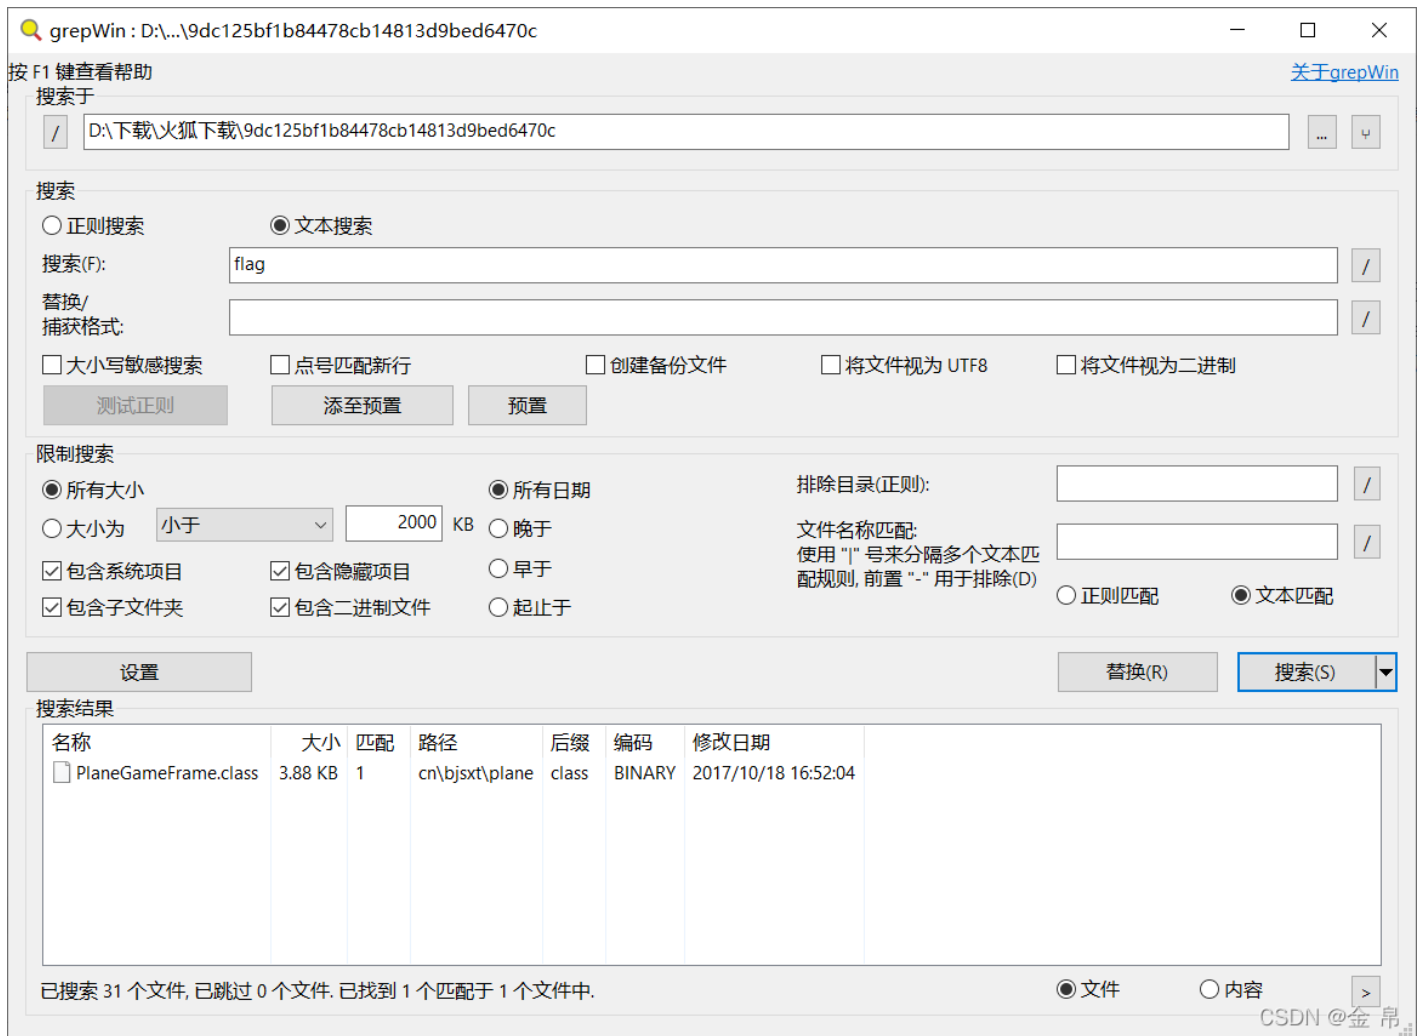 grepWin : D:\...\9dc125bf1b84478cb14813d9bed6470c
按 F1 键查看帮助
关于grepWin
搜索于
/
D:\下载\火狐下载\9dc125bf1b84478cb14813d9bed6470c
...
搜索
正则搜索
文本搜索
搜索(F):
flag
/
替换/
捕获格式:
/
大小写敏感搜索
点号匹配新行
创建备份文件
将文件视为 UTF8
将文件视为二进制
测试正则
添至预置
预置
限制搜索
所有大小
所有日期
排除目录(正则):
/
大小为
小于
2000
KB
晚于
文件名称匹配:
使用 "|" 号来分隔多个文本匹
配规则, 前置 "-" 用于排除(D)
/
包含系统项目
包含隐藏项目
早于
正则匹配
文本匹配
包含子文件夹
包含二进制文件
起止于
设置
替换(R)
搜索(S)
搜索结果
名称 大小 匹配 路径 后缀 编码 修改日期
PlaneGameFrame.class 3.88 KB 1 cn\bjsxt\plane class BINARY 2017/10/18 16:52:04
已搜索 31 个文件, 已跳过 0 个文件. 已找到 1 个匹配于 1 个文件中.
文件
内容
>
CSDN @金 帛